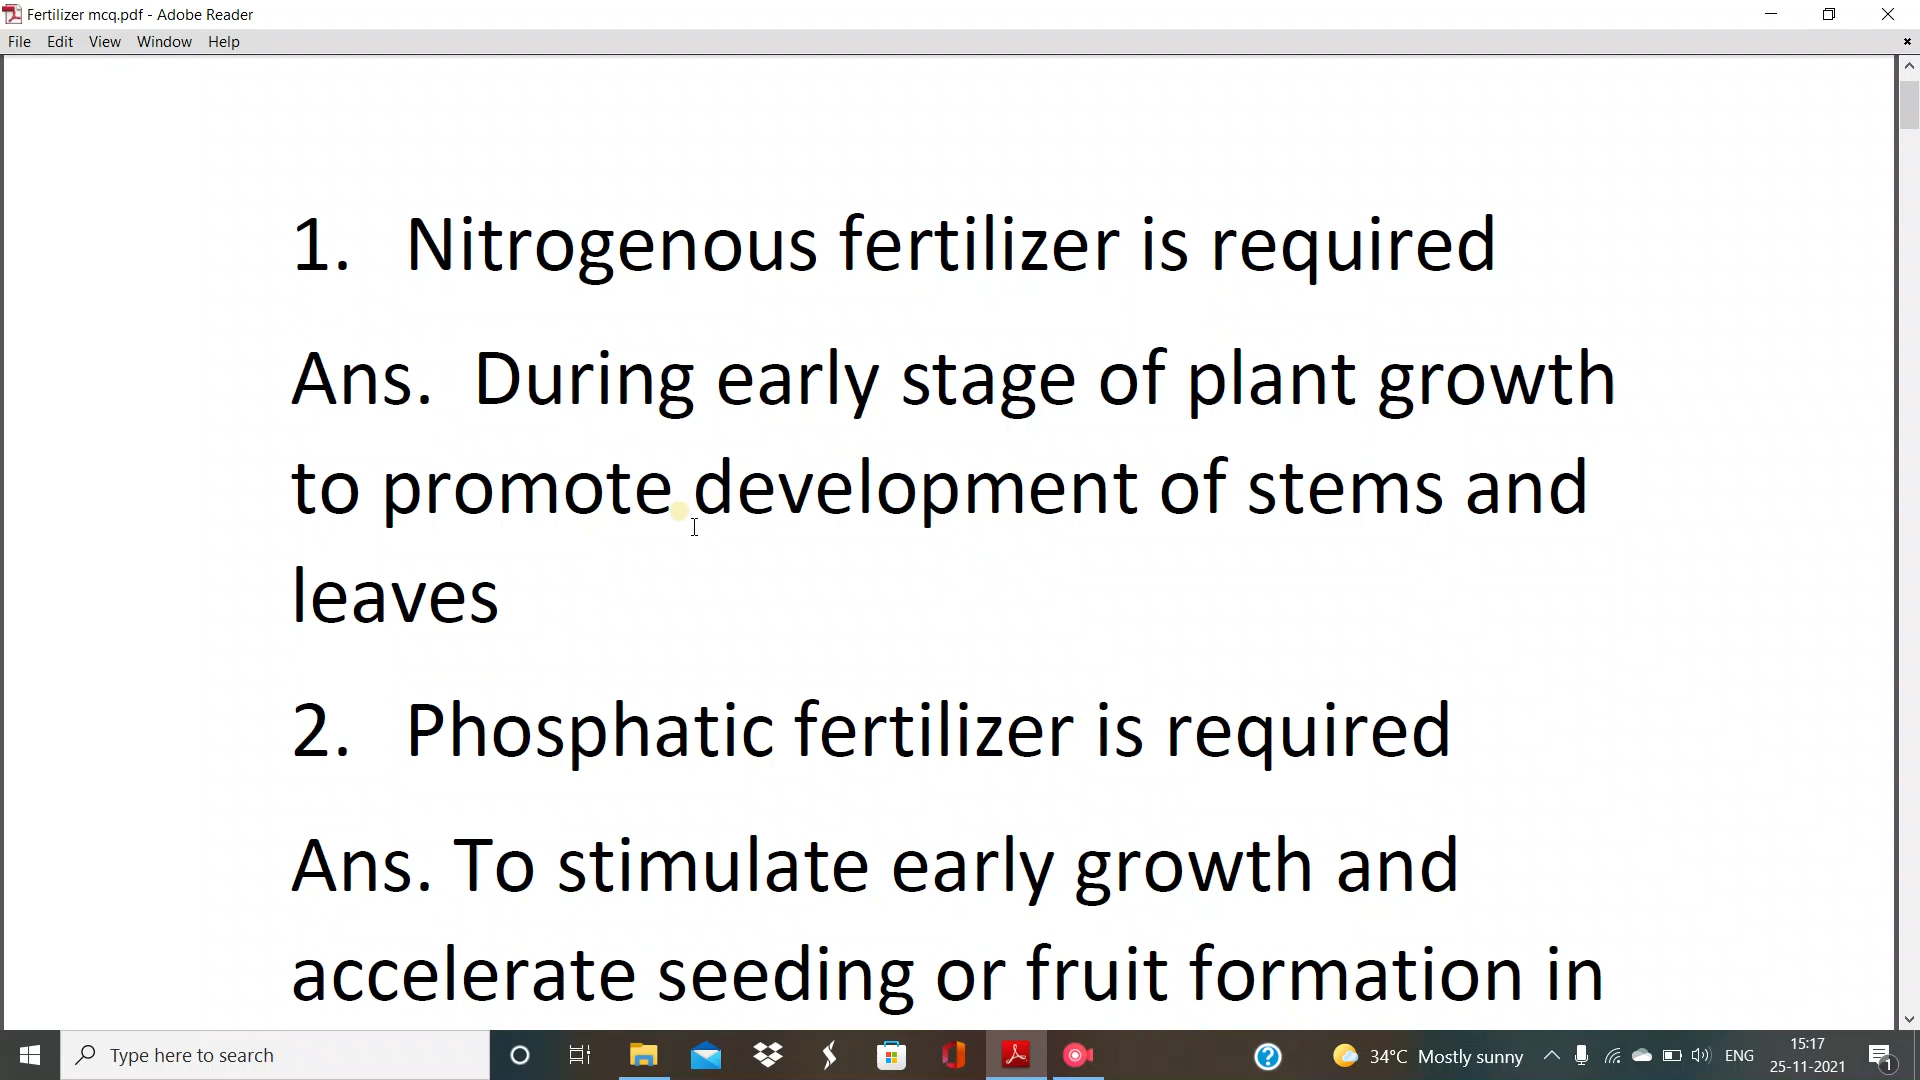 Fertilizer mcq.pdf - Adobe Reader
File Edit View Window Help
1. Nitrogenous fertilizer is required
Ans. During early stage of plant growth
to promote development of stems and
leaves
2. Phosphatic fertilizer is required
Ans. To stimulate early growth and
accelerate seeding or fruit formation in
Type here to search
34°C Mostly sunny
ENG
15:17
25-11-2021
1